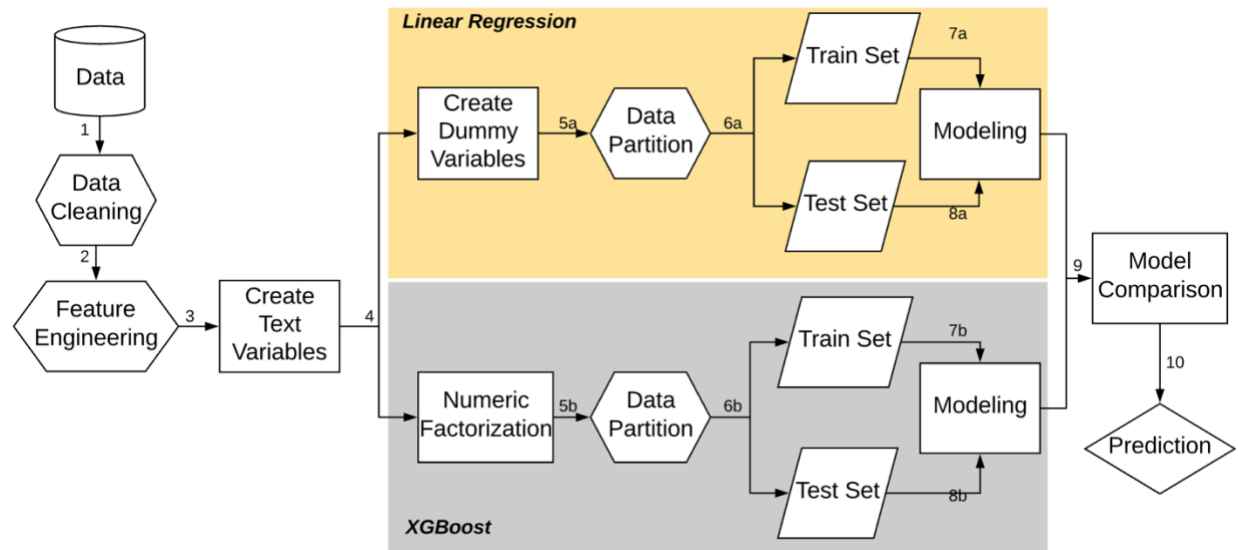 Linear Regression
Data
1
Data
Cleaning
2
Feature
Engineering
3
Create
Text
Variables
4
Create
Dummy
Variables
5a
Data
Partition
6a
Train Set
7a
Test Set
8a
Modeling
Numeric
Factorization
5b
Data
Partition
6b
Train Set
7b
Test Set
8b
Modeling
XGBoost
9
Model
Comparison
10
Prediction